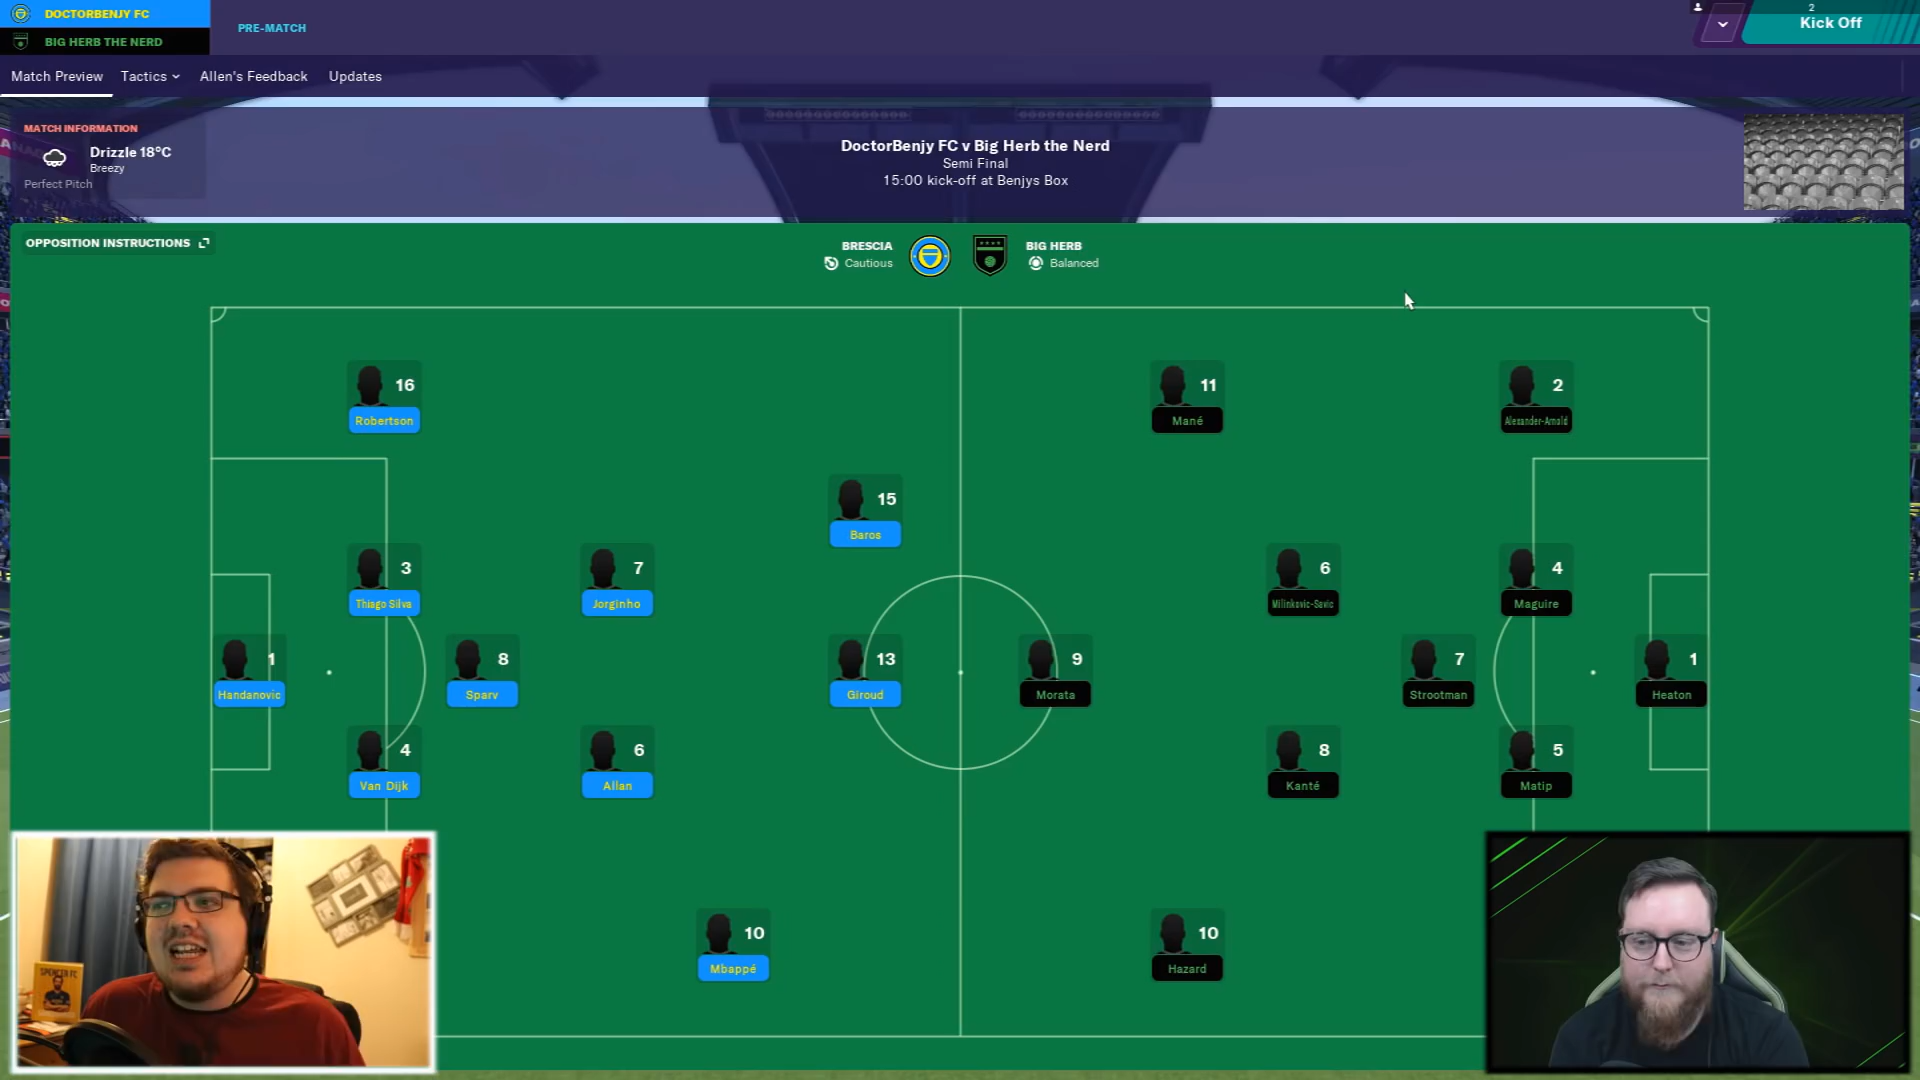 DOCTORBENJY FC
BIG HERB THE NERD
PRE-MATCH
2
Kick Off
Match Preview
Tactics
Allen's Feedback
Updates
MATCH INFORMATION
Drizzle 18°C
Breezy
Perfect Pitch
DoctorBenjy FC v Big Herb the Nerd
Semi Final
15:00 kick-off at Benjys Box
OPPOSITION INSTRUCTIONS
BRESCIA
Cautious
BIG HERB
Balanced
16
Robertson
11
Mané
2
Alexander-Arnold
15
Baros
3
Thiago Silva
7
Jorginho
6
Milinkovic-Savic
4
Maguire
1
Handanovic
8
Sparv
13
Giroud
9
Morata
7
Strootman
1
Heaton
4
Van Dijk
6
Allan
8
Kanté
5
Matip
10
Mbappé
10
Hazard
SPENCER FC